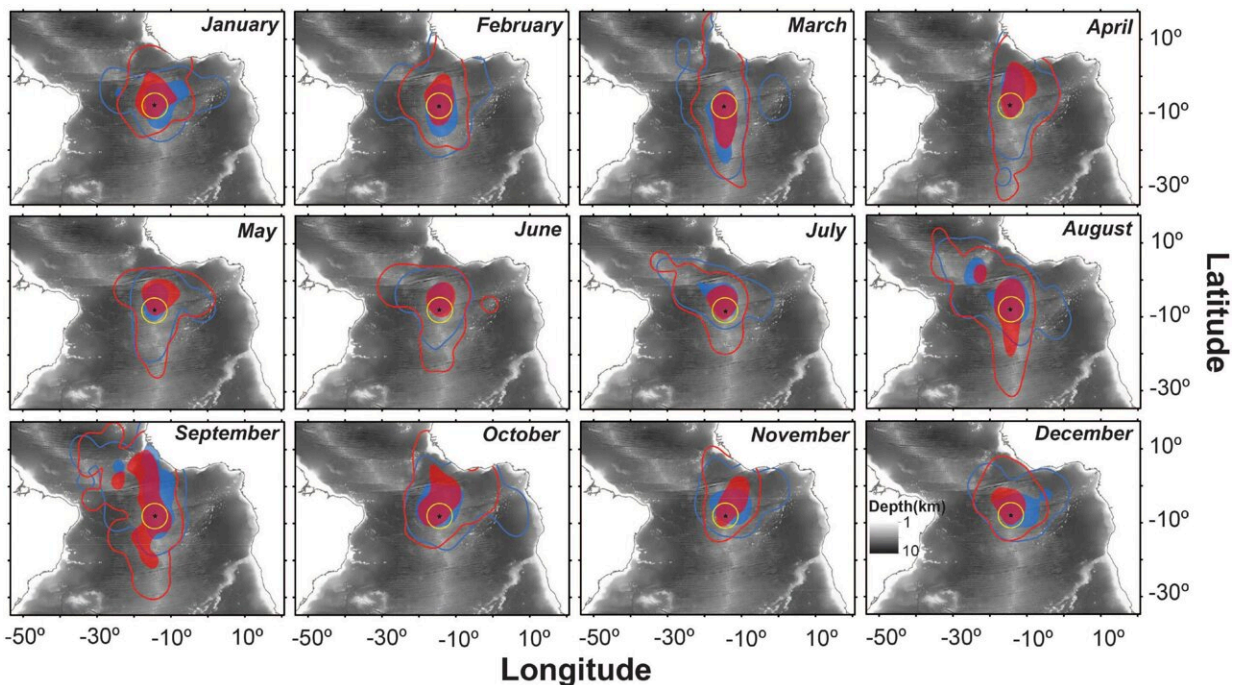 January
February
March
April
10º
-10º
-30º
May
June
July
August
10º
-10º
-30º
Latitude
September
October
November
December
Depth(km)
1
10
10º
-10º
-30º
-50º -30º -10º 10º -50º -30º -10º 10º -50º -30º -10º 10º -50º -30º -10º 10º
Longitude